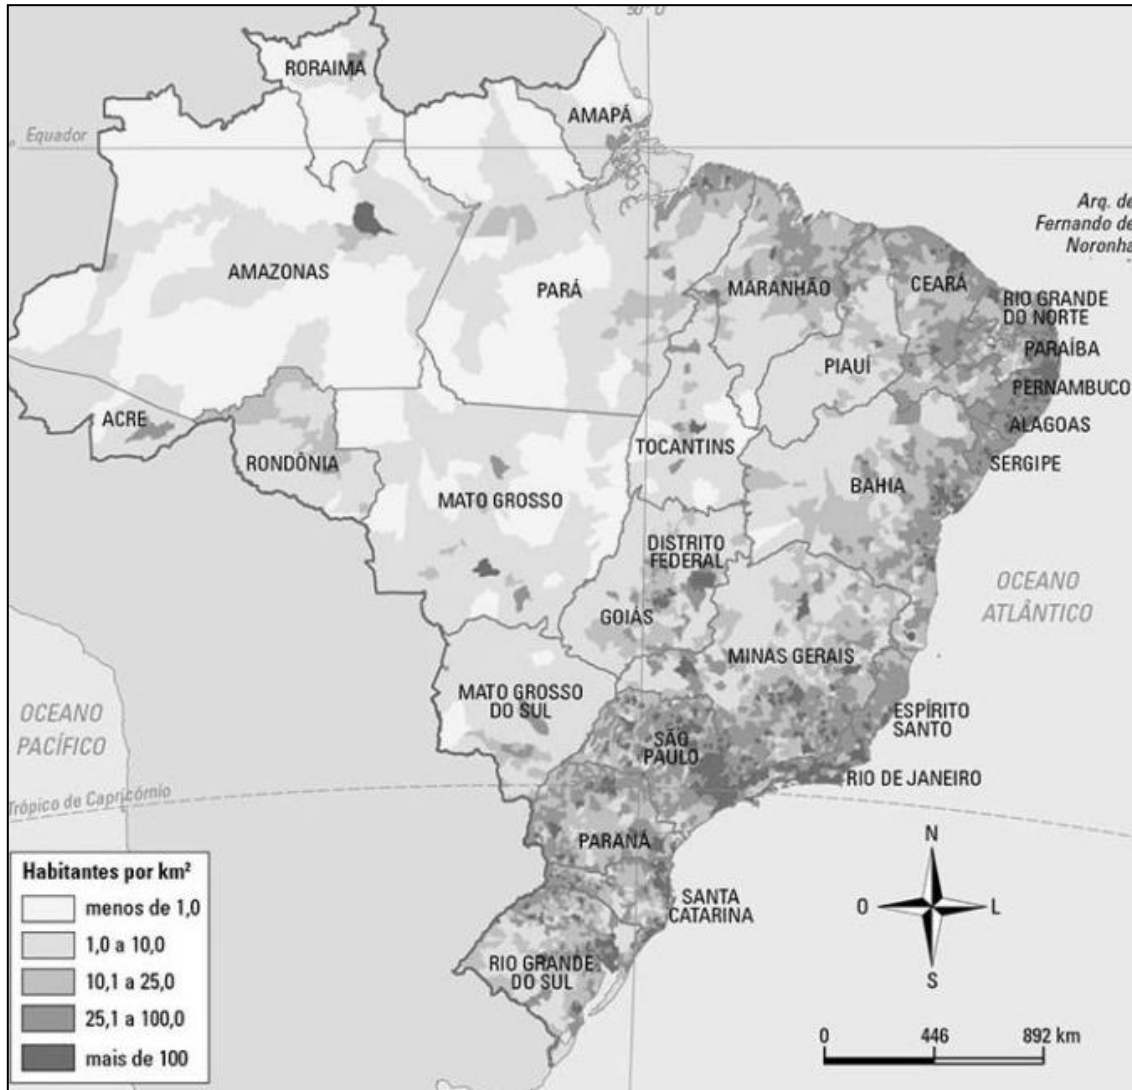 50° O
RORAIMA
AMAPÁ
Equador
Arq. de
Fernando de
Noronha
AMAZONAS
PARÁ
MARANHÃO
CEARÁ
RIO GRANDE
DO NORTE
PARAÍBA
PIAUÍ
PERNAMBUCO
ACRE
ALAGOAS
TOCANTINS
RONDÔNIA
SERGIPE
BAHIA
MATO GROSSO
DISTRITO
FEDERAL
OCEANO
ATLÂNTICO
GOIÁS
MINAS GERAIS
MATO GROSSO
DO SUL
OCEANO
PACÍFICO
ESPÍRITO
SANTO
SÃO
PAULO
RIO DE JANEIRO
Trópico de Capricórnio
PARANÁ
N
O
L
S
SANTA
CATARINA
RIO GRANDE
DO SUL
Habitantes por km²
menos de 1,0
1,0 a 10,0
10,1 a 25,0
25,1 a 100,0
mais de 100
0 446 892 km